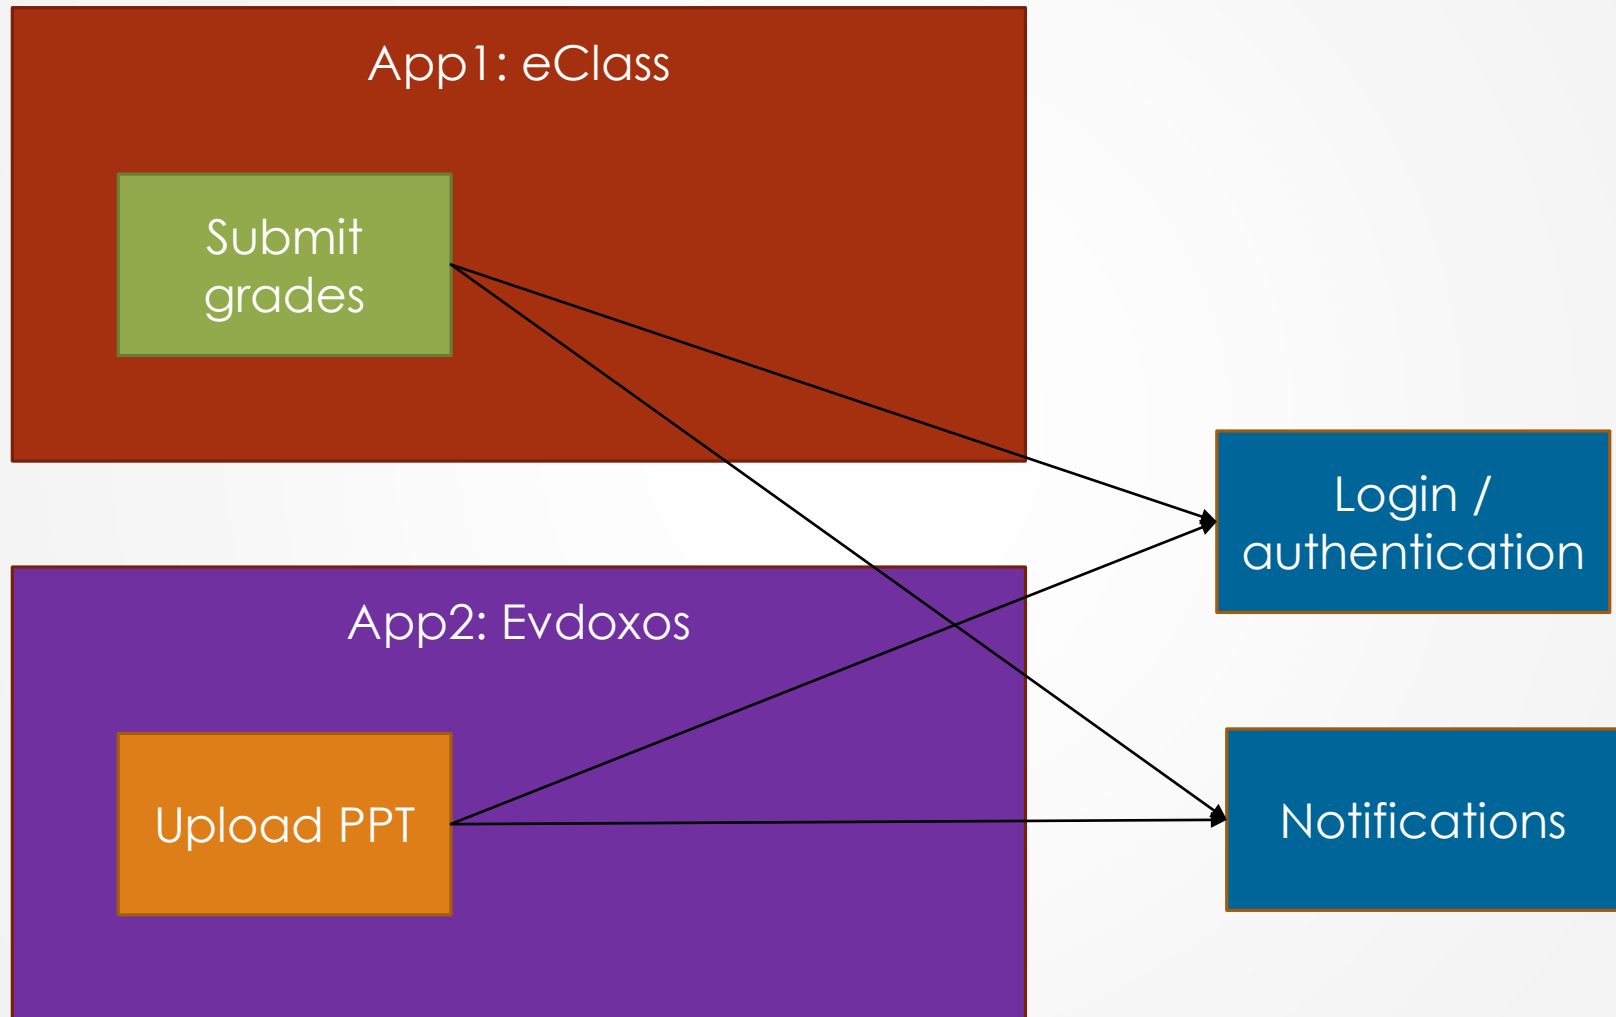 App1: eClass
Submit
grades
Login /
authentication
App2: Evdoxos
Upload PPT
Notifications